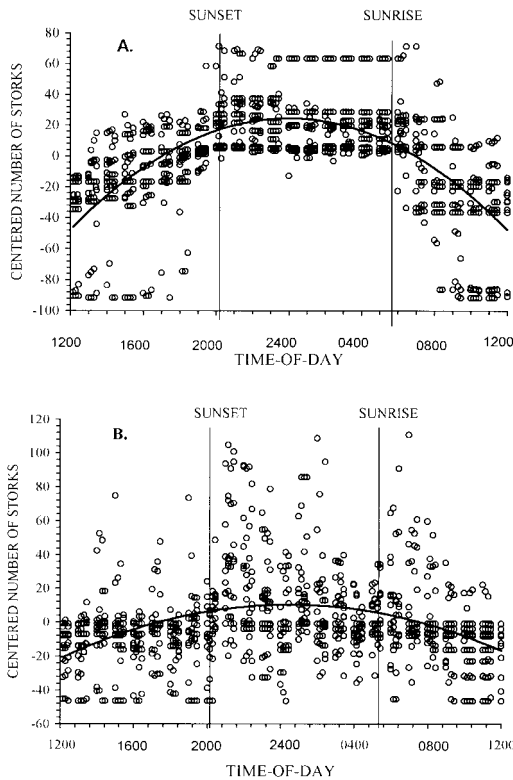 SUNSET SUNRISE
A.
80
60
40
20
0
-20
-40
-60
-80
-100
CENTERED NUMBER OF STORKS
1200 1600 2000 2400 0400 0800 1200
TIME-OF-DAY
SUNSET SUNRISE
B.
120
100
80
60
40
20
0
-20
-40
-60
CENTERED NUMBER OF STORKS
1200 1600 2000 2400 0400 0800 1200
TIME-OF-DAY